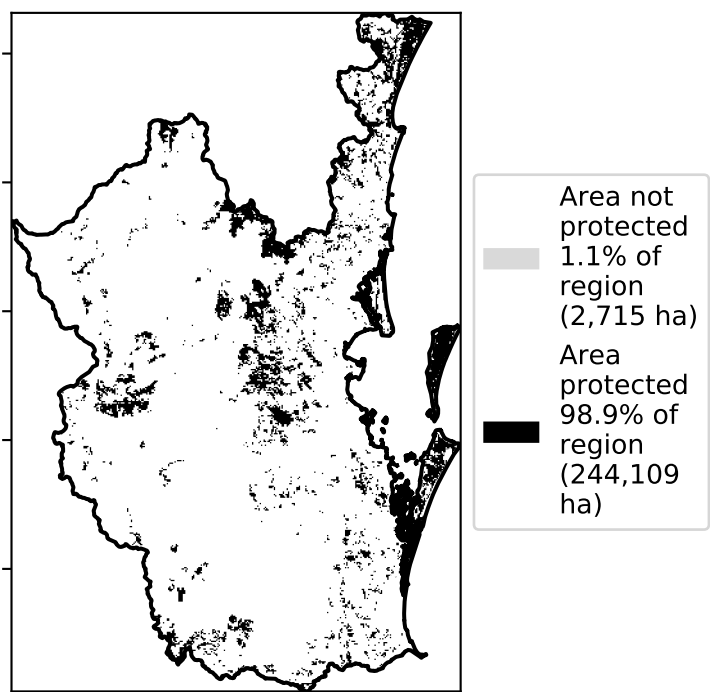 Area not
protected
1.1% of
region
(2,715 ha)
Area
protected
98.9% of
region
(244,109
ha)